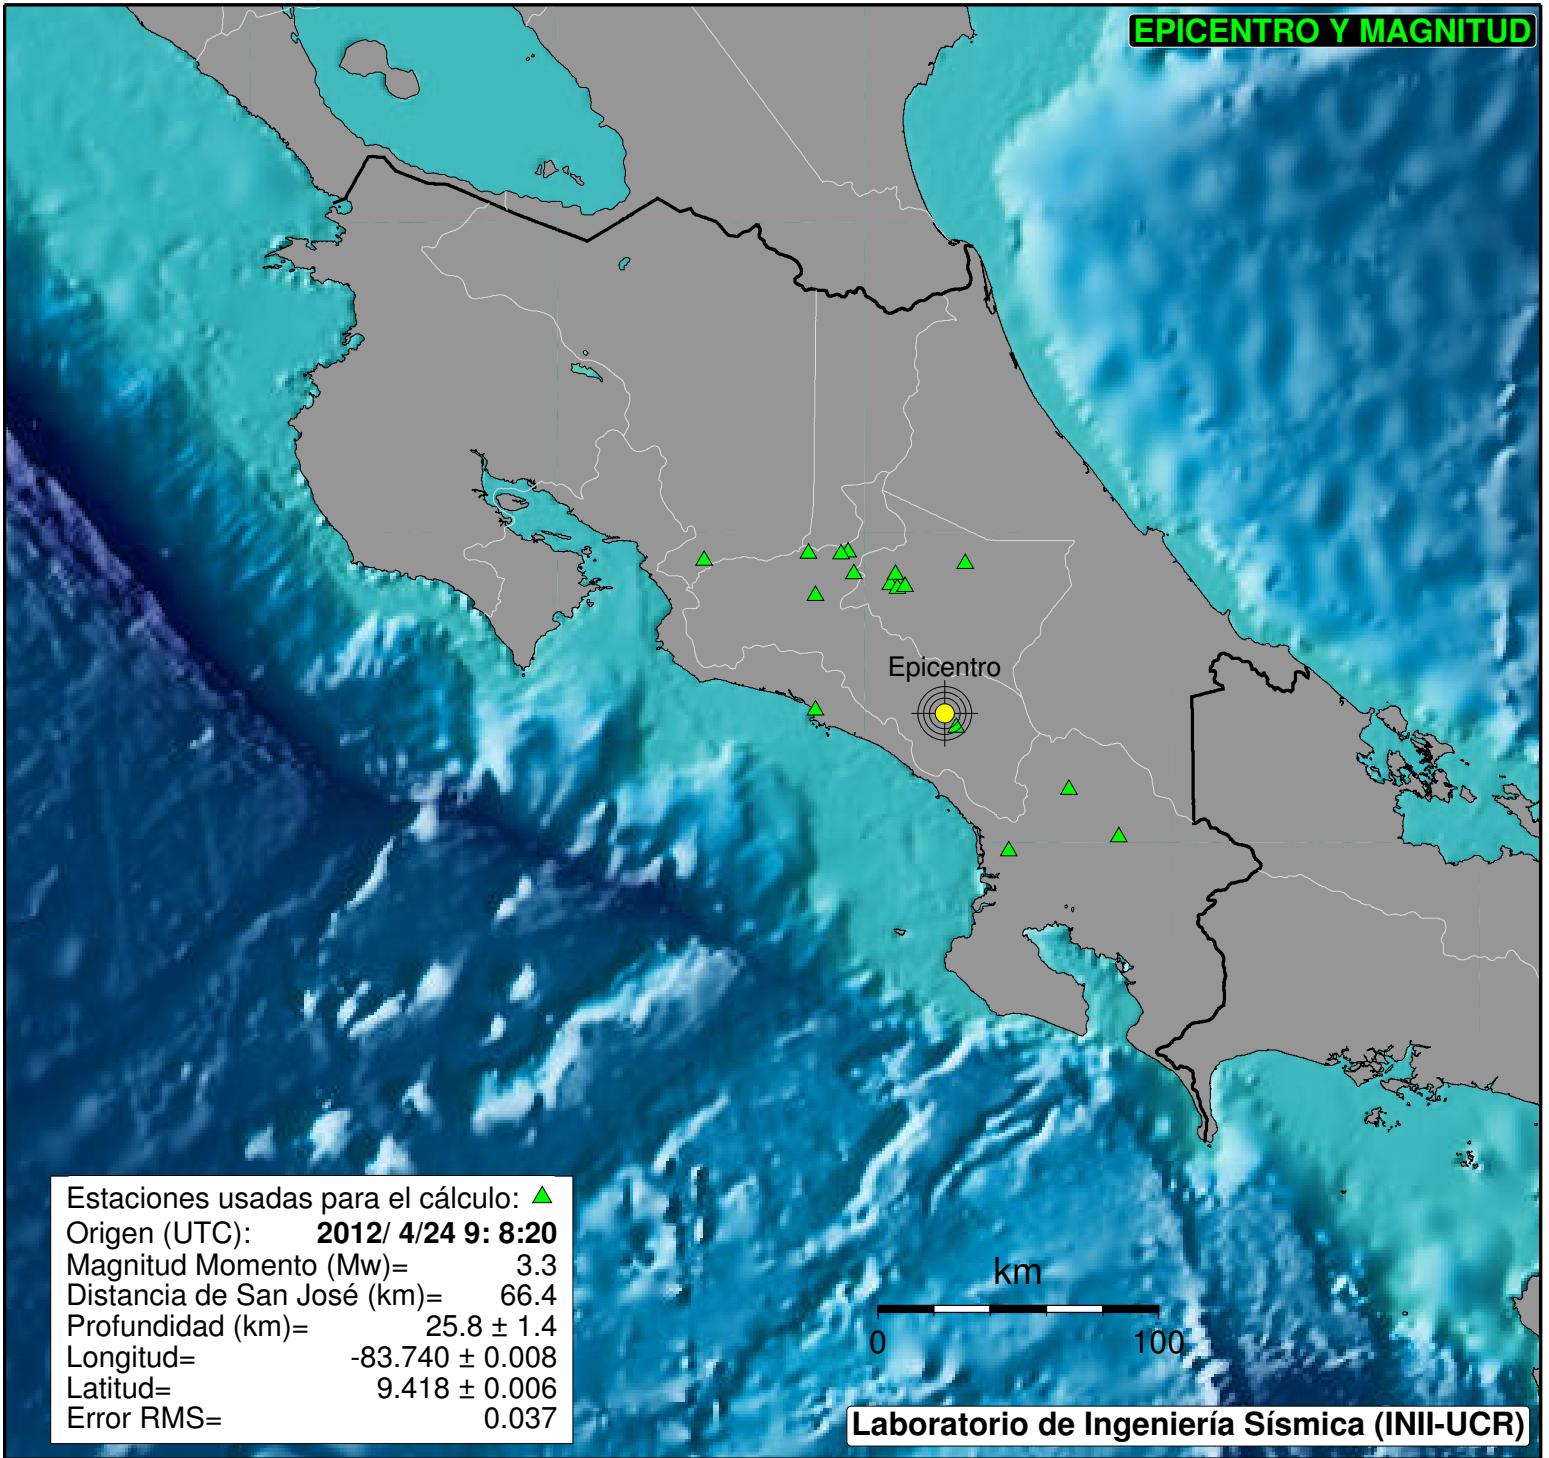 EPICENTRO Y MAGNITUD
Epicentro
Estaciones usadas para el cálculo:
Origen (UTC): 2012/ 4/24 9: 8:20
Magnitud Momento (Mw)= 3.3
Distancia de San José (km)= 66.4
Profundidad (km)= 25.8 ± 1.4
Longitud= -83.740 ± 0.008
Latitud= 9.418 ± 0.006
Error RMS= 0.037
km
0 100
Laboratorio de Ingeniería Sísmica (INII-UCR)